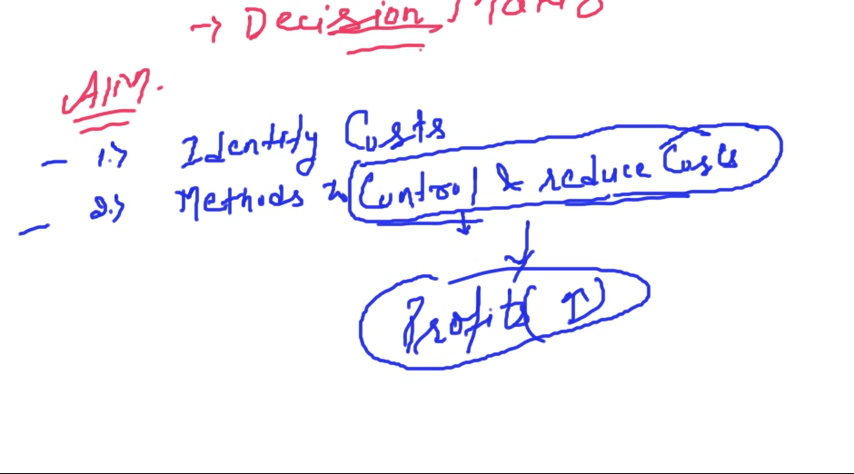 → Decision
AIM.
– 1.> Identify Costs
– 2.> Methods to Control & reduce Costs
Profits(